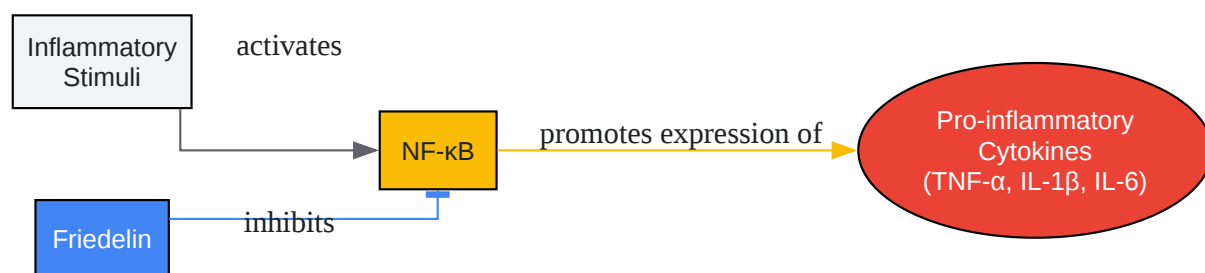 Inflammatory
Stimuli
activates
NF-κB
promotes expression of
Pro-inflammatory
Cytokines
(TNF-α, IL-1β, IL-6)
Friedelin
inhibits